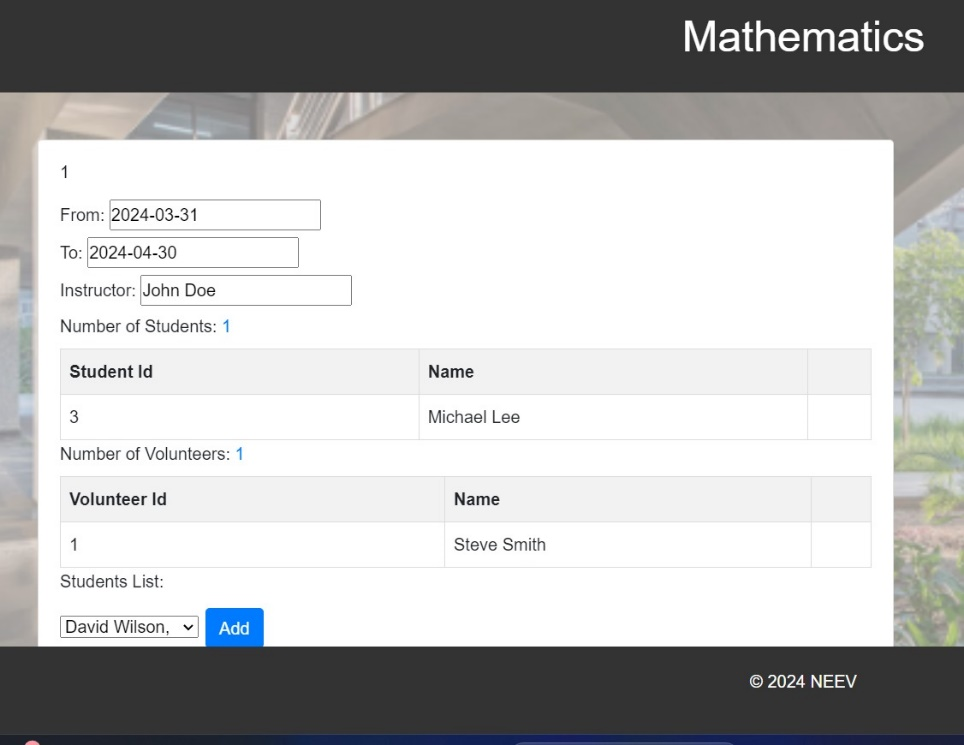 Mathematics
1
From: 2024-03-31
To: 2024-04-30
Instructor: John Doe
Number of Students: 1
Student Id Name
3 Michael Lee
Number of Volunteers: 1
Volunteer Id Name
1 Steve Smith
Students List:
David Wilson, Add
© 2024 NEEV